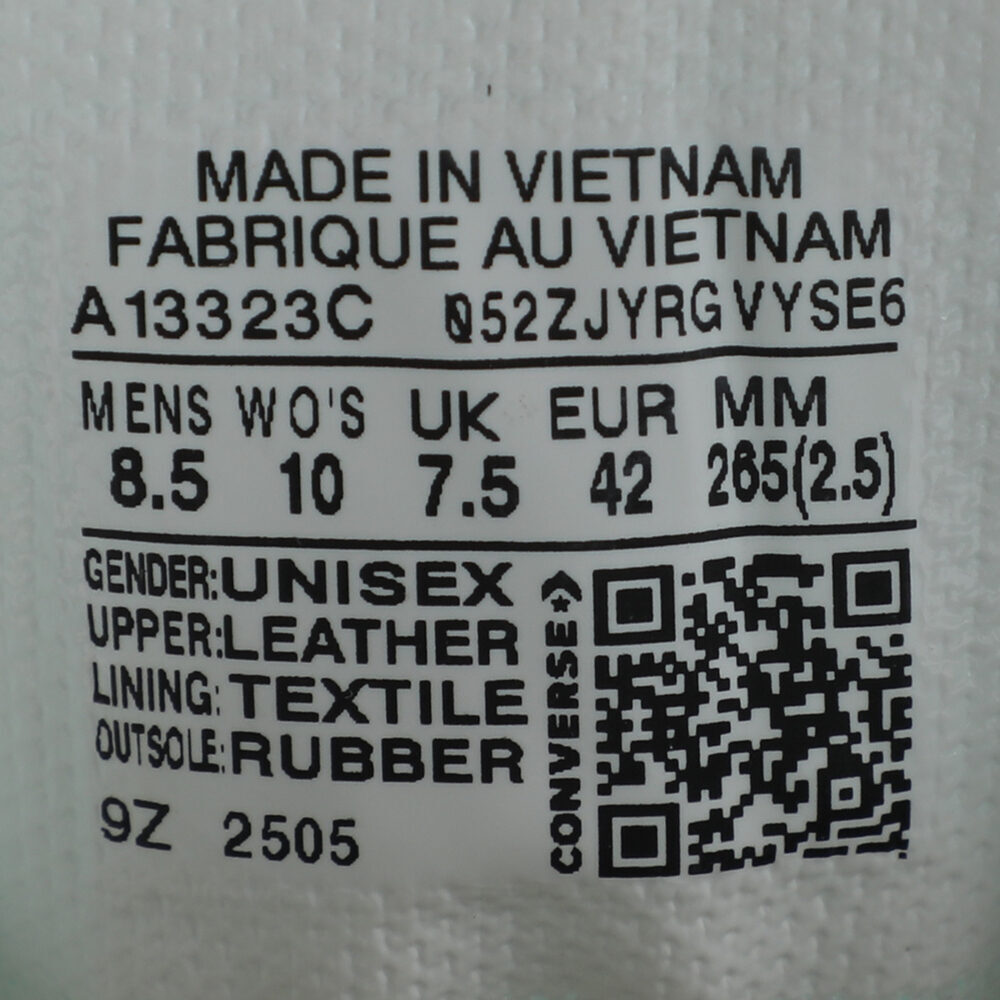 MADE IN VIETNAM
FABRIQUE AU VIETNAM
A13323C 052ZJYRGVYSE6
MENS WO'S UK EUR MM
8.5 10 7.5 42 265(2.5)
GENDER:UNISEX
UPPER:LEATHER
LINING:TEXTILE
OUTSOLE:RUBBER
9Z 2505
CONVERSE